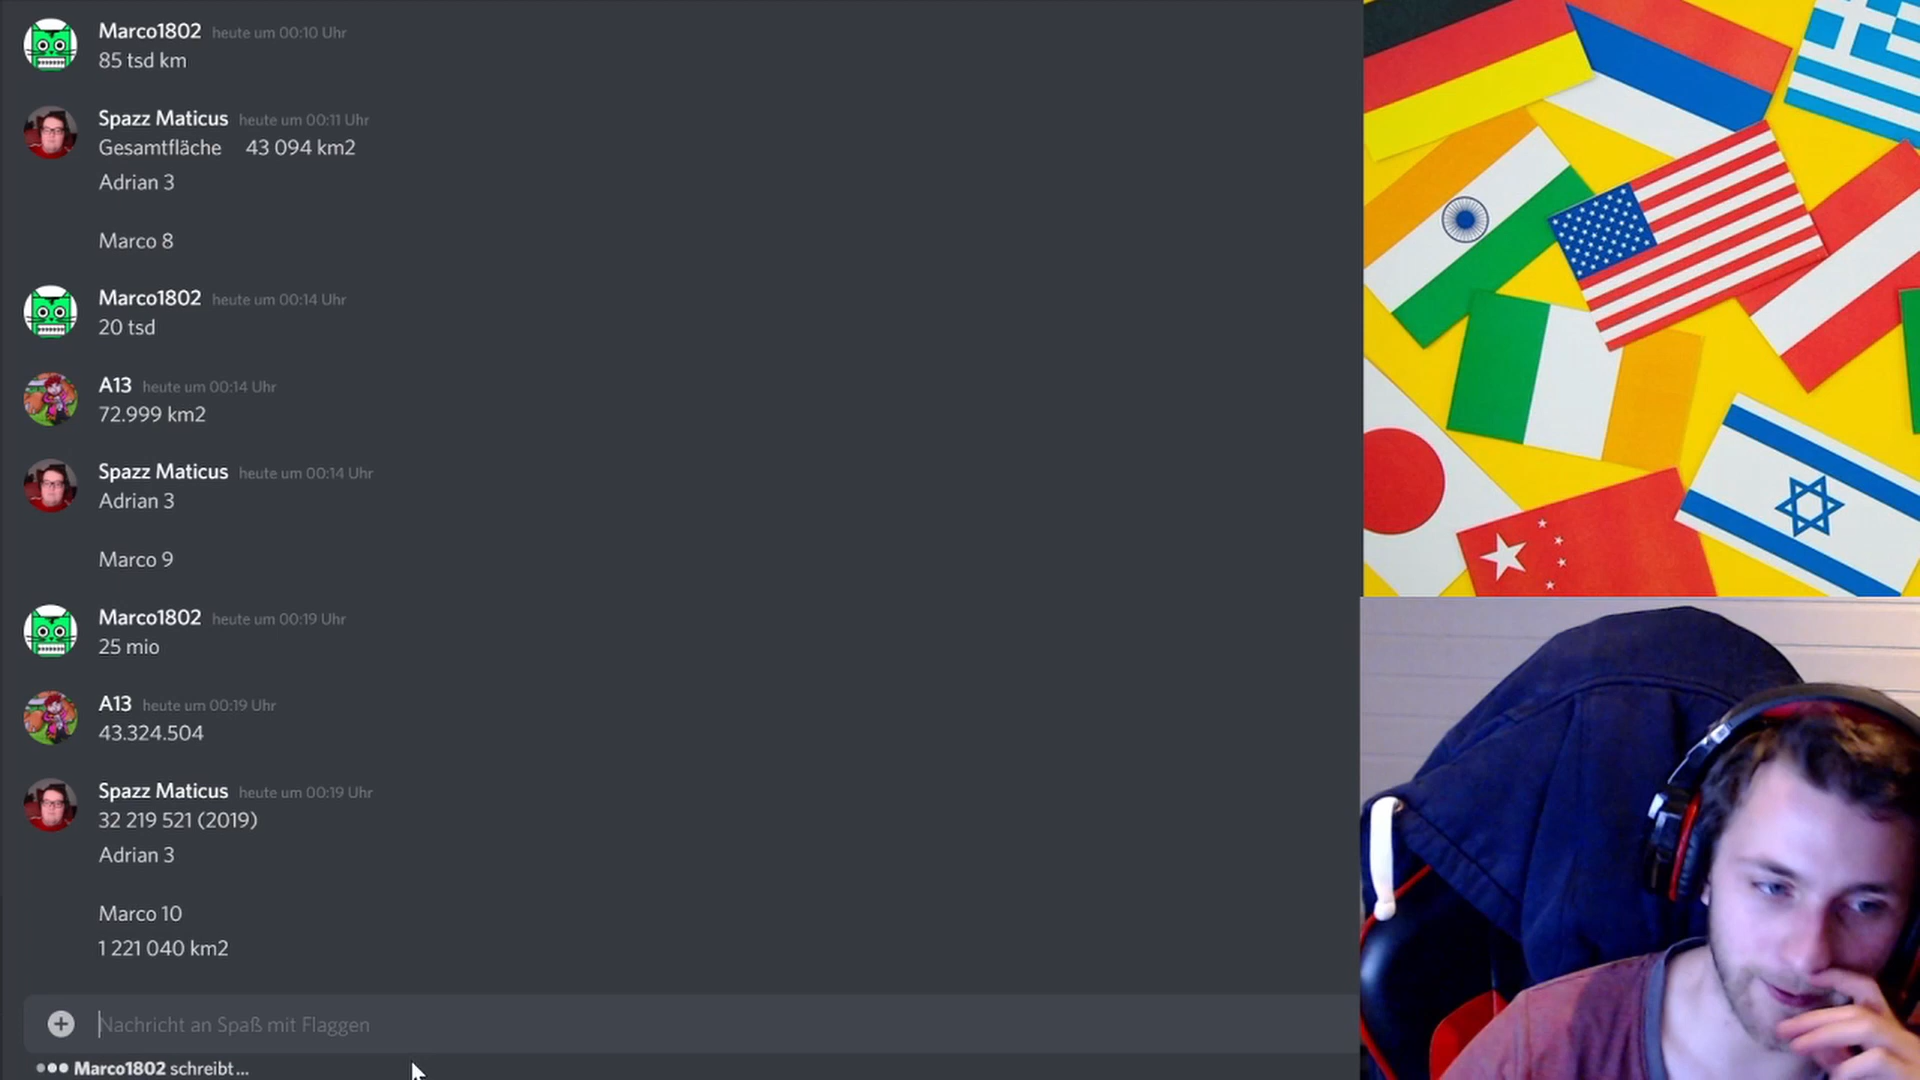 Marco1802 heute um 00:10 Uhr
85 tsd km
Spazz Maticus heute um 00:11 Uhr
Gesamtfläche 43 094 km2
Adrian 3
Marco 8
Marco1802 heute um 00:14 Uhr
20 tsd
A13 heute um 00:14 Uhr
72.999 km2
Spazz Maticus heute um 00:14 Uhr
Adrian 3
Marco 9
Marco1802 heute um 00:19 Uhr
25 mio
A13 heute um 00:19 Uhr
43.324.504
Spazz Maticus heute um 00:19 Uhr
32 219 521 (2019)
Adrian 3
Marco 10
1 221 040 km2
Nachricht an Spaß mit Flaggen
Marco1802 schreibt...